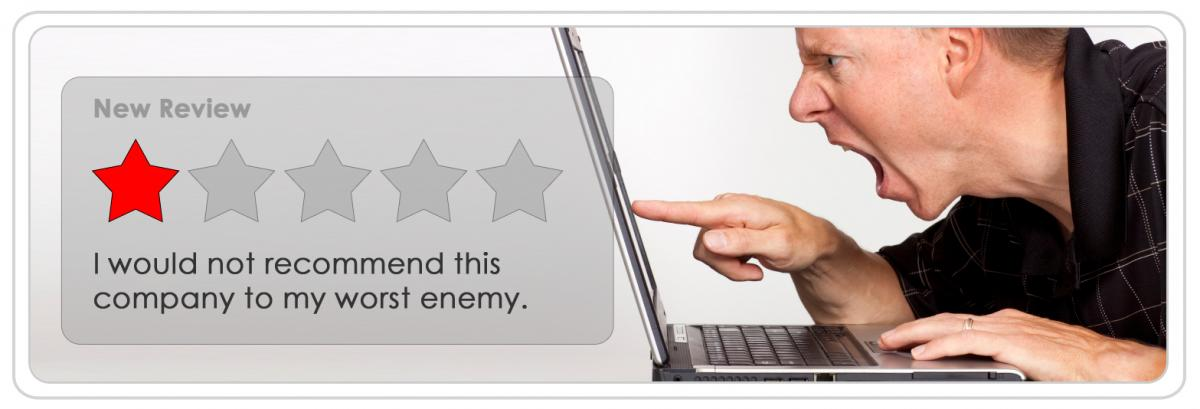 New Review
I would not recommend this
company to my worst enemy.